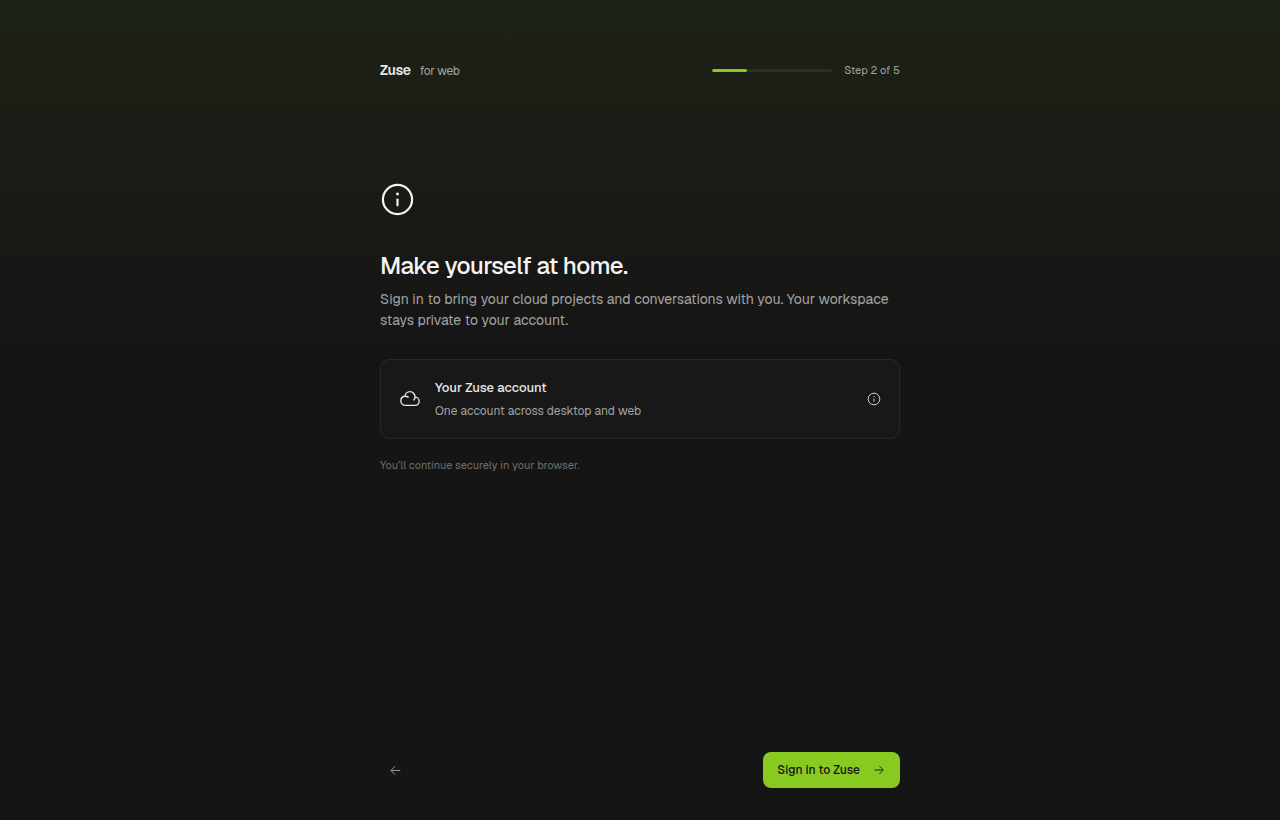 Zuse for web
Step 2 of 5
Make yourself at home.
Sign in to bring your cloud projects and conversations with you. Your workspace
stays private to your account.
Your Zuse account
One account across desktop and web
You'll continue securely in your browser.
Sign in to Zuse